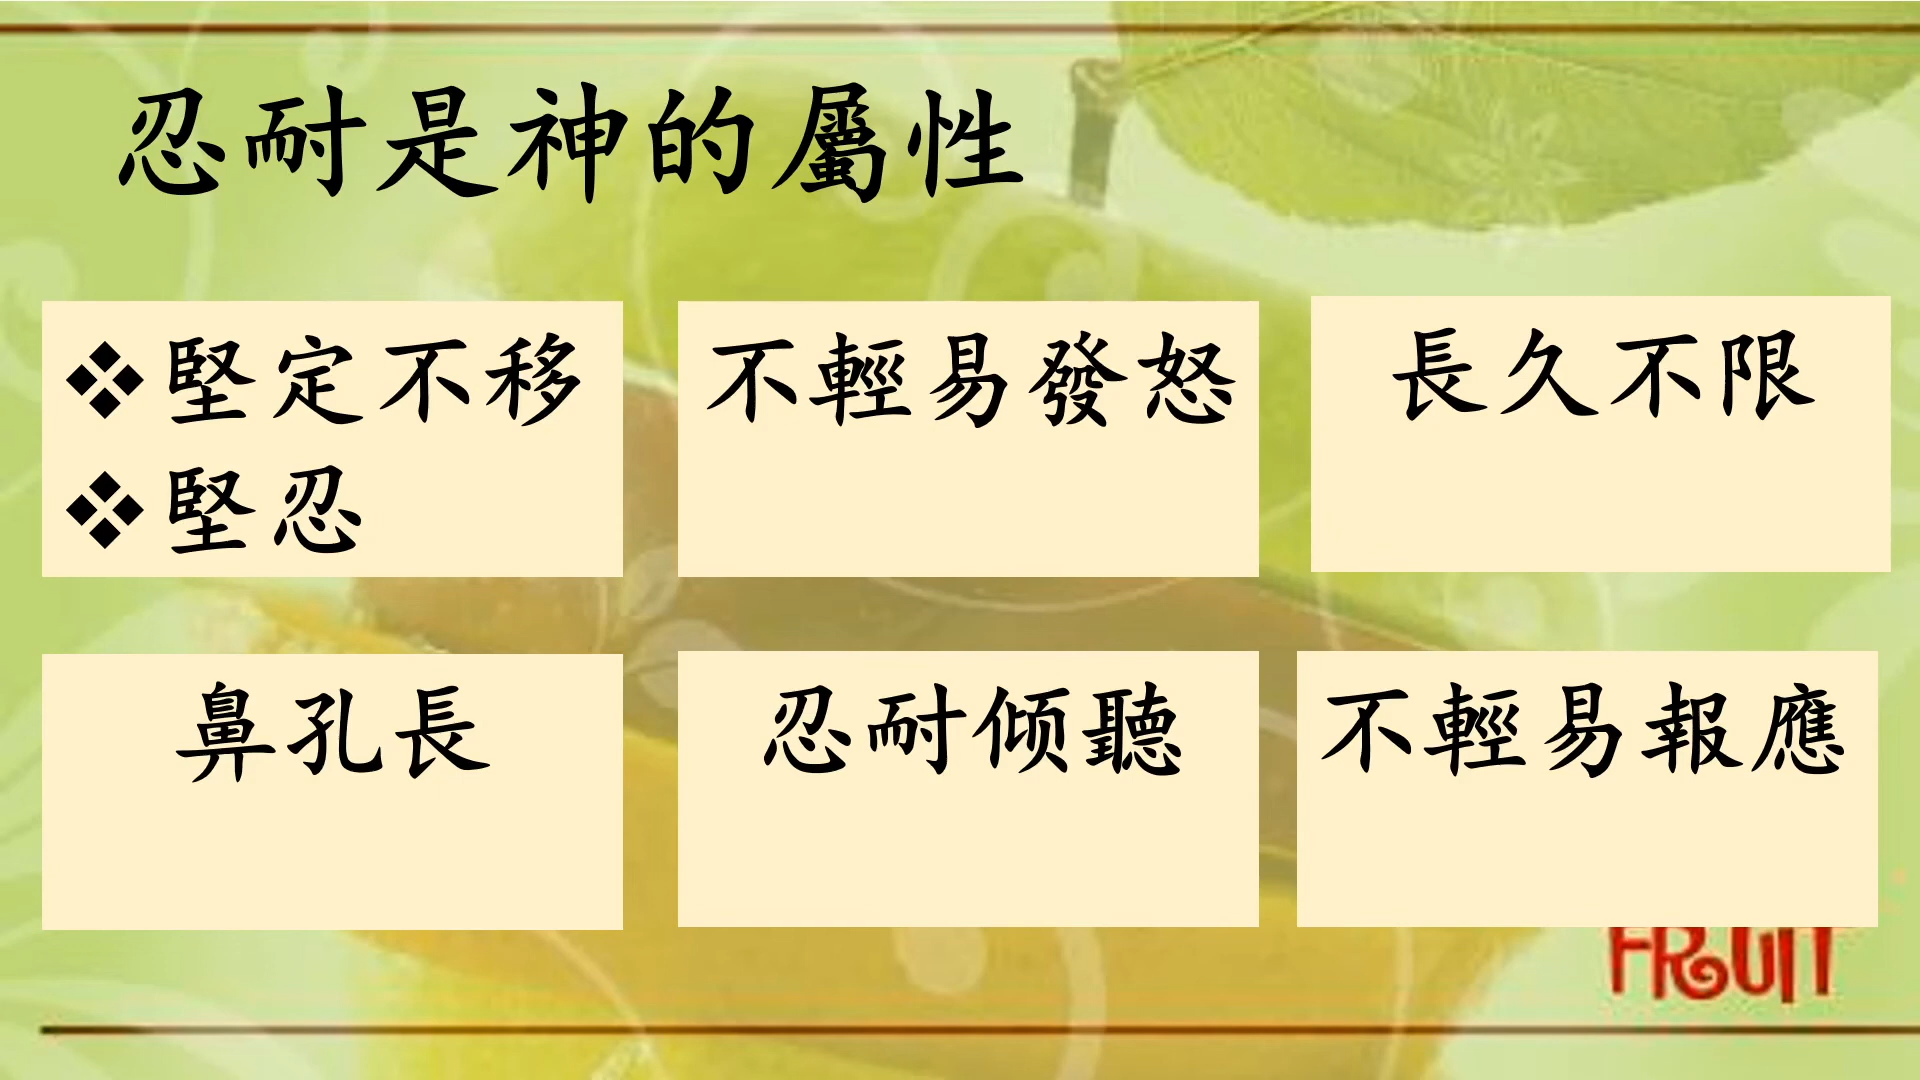 忍耐是神的屬性
❖堅定不移
❖堅忍
不輕易發怒
長久不限
鼻孔長
忍耐倾聽
不輕易報應
FRUIT